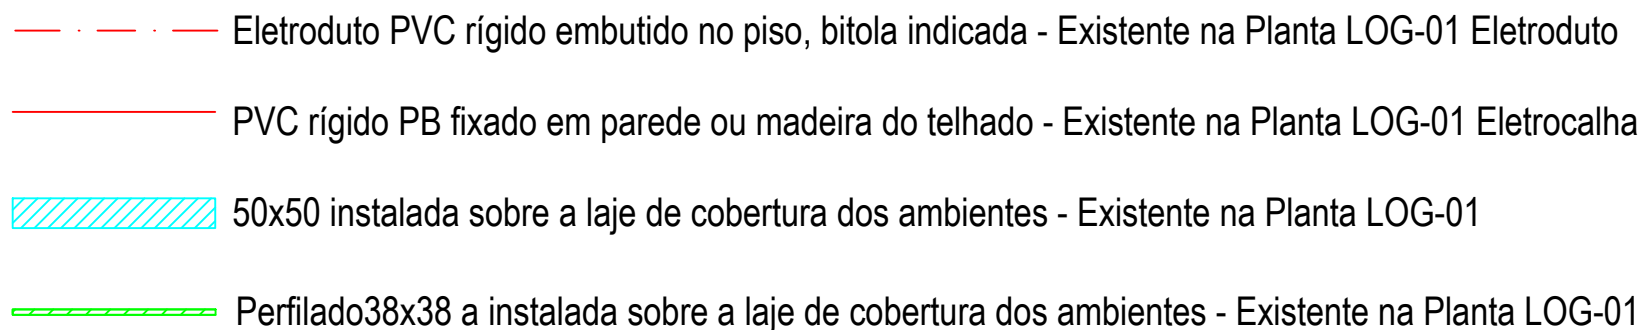 Eletroduto PVC rígido embutido no piso, bitola indicada - Existente na Planta LOG-01 Eletroduto
PVC rígido PB fixado em parede ou madeira do telhado - Existente na Planta LOG-01 Eletrocalha
50x50 instalada sobre a laje de cobertura dos ambientes - Existente na Planta LOG-01
Perfilado38x38 a instalada sobre a laje de cobertura dos ambientes - Existente na Planta LOG-01